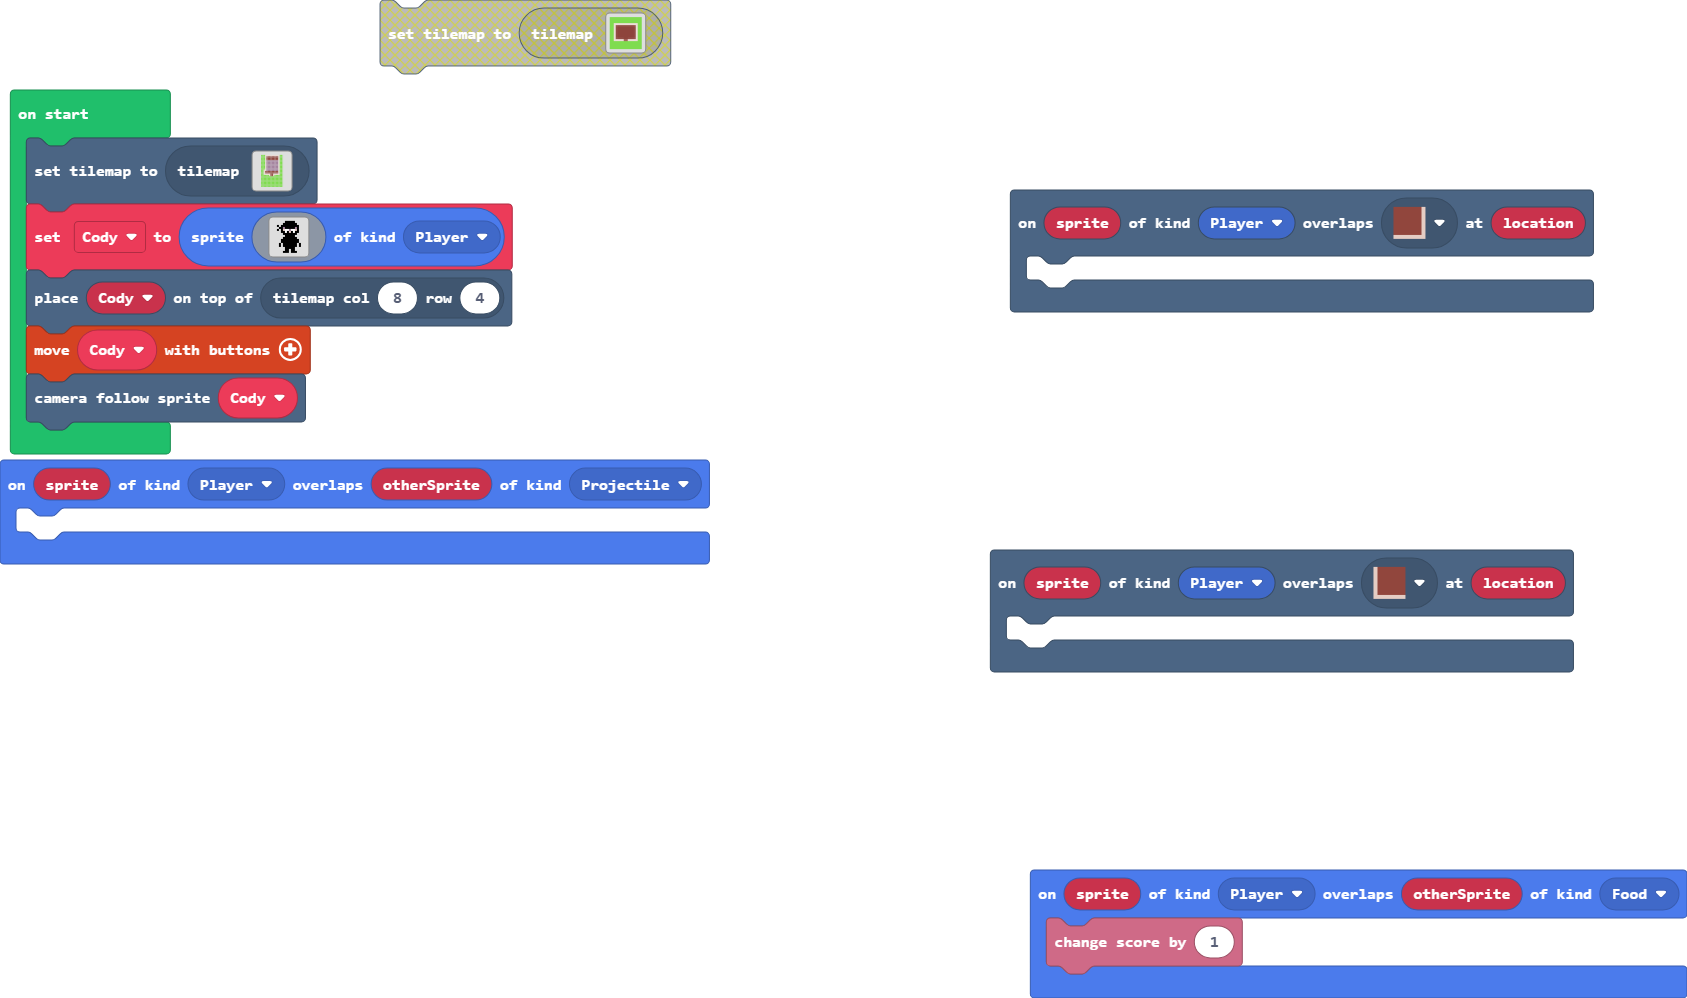 set tilemap to tilemap
on start
set tilemap to tilemap
set Cody to sprite of kind Player
place Cody on top of tilemap col 8 row 4
move Cody with buttons
camera follow sprite Cody
on sprite of kind Player overlaps otherSprite of kind Projectile
on sprite of kind Player overlaps at location
on sprite of kind Player overlaps at location
on sprite of kind Player overlaps otherSprite of kind Food
change score by 1